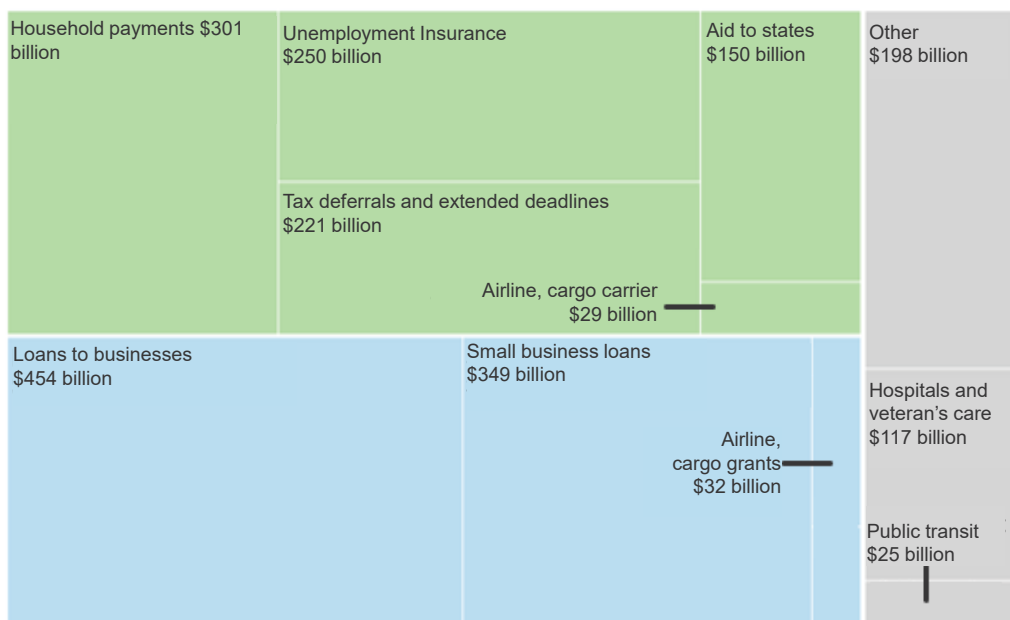 Household payments $301
billion
Unemployment Insurance
$250 billion
Aid to states
$150 billion
Other
$198 billion
Tax deferrals and extended deadlines
$221 billion
Airline, cargo carrier
$29 billion
Loans to businesses
$454 billion
Small business loans
$349 billion
Airline,
cargo grants
$32 billion
Hospitals and
veteran’s care
$117 billion
Public transit
$25 billion